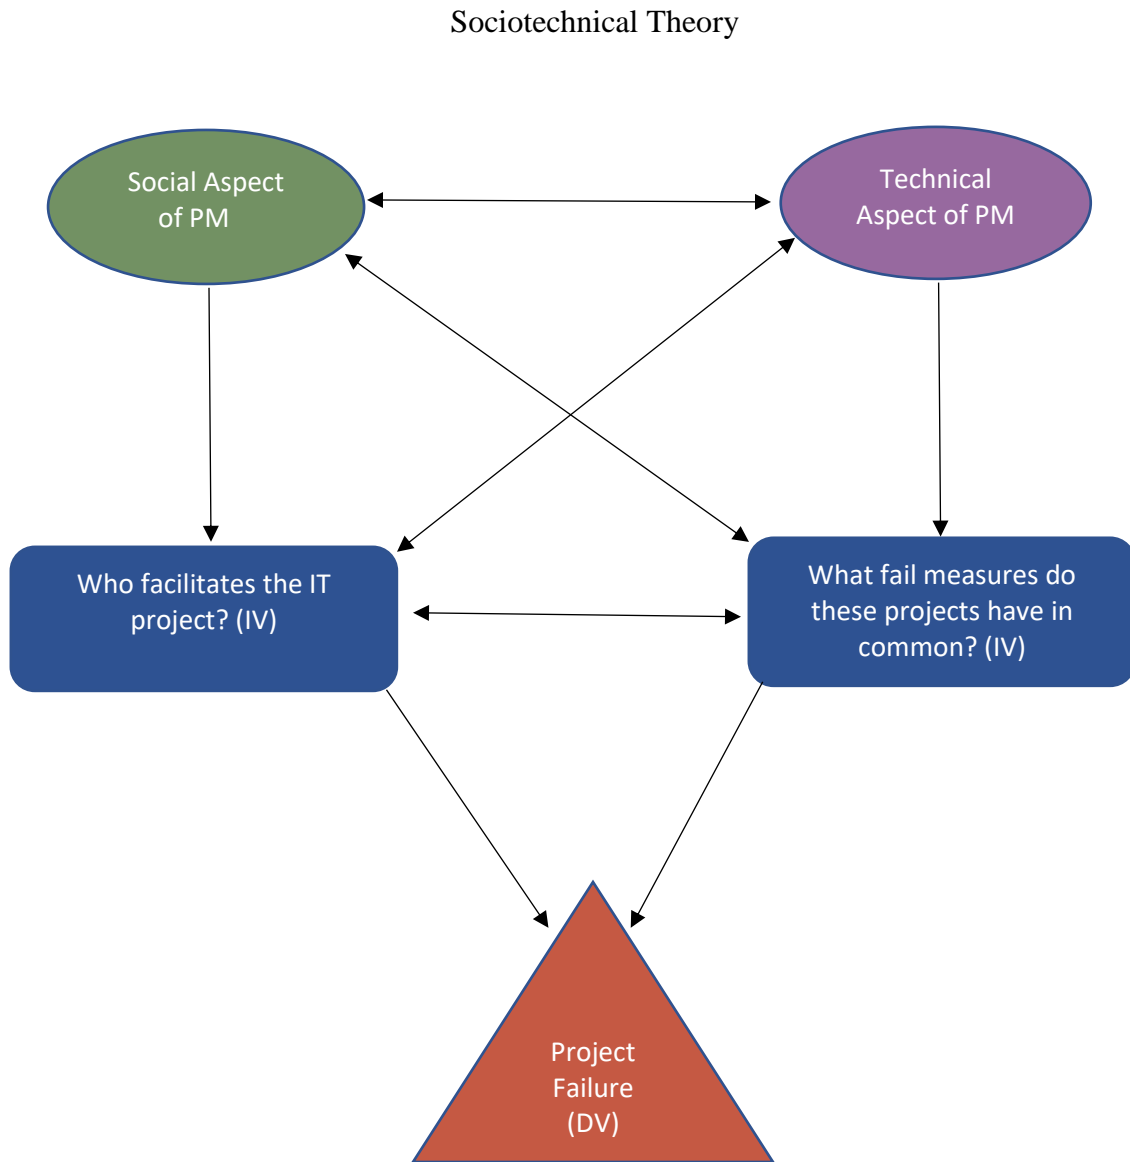 Sociotechnical Theory
Social Aspect
of PM
Technical
Aspect of PM
Who facilitates the IT
project? (IV)
What fail measures do
these projects have in
common? (IV)
Project
Failure
(DV)